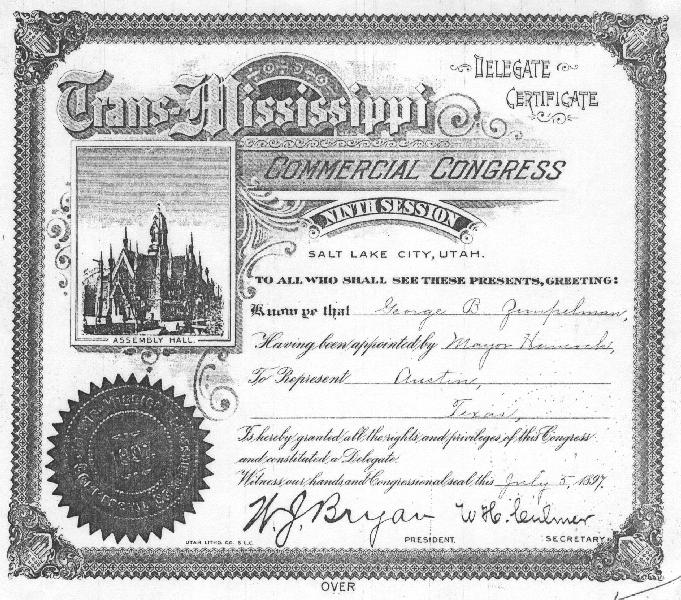 Trans-Mississippi
DELEGATE
CERTIFICATE
COMMERCIAL CONGRESS
NINTH SESSION
SALT LAKE CITY, UTAH.
TO ALL WHO SHALL SEE THESE PRESENTS, GREETING:
Know ye that George B Zimpelman,
Having been appointed by Mayor Hancock,
To Represent Austin,
Texas,
Is hereby granted all the rights and privileges of this Congress
and constituted a Delegate.
Witness our hands and Congressional seal this July 5, 1897.
W. J. Bryan W H. Culmer
PRESIDENT. SECRETARY
ASSEMBLY HALL.
UTAH LITHO. CO. S L C.
OVER